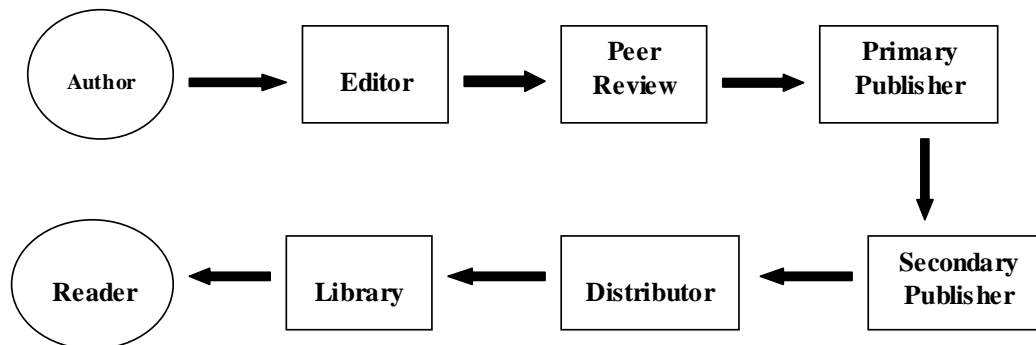 Author
Editor
Peer
Review
Primary
Publisher
Secondary
Publisher
Distributor
Library
Reader